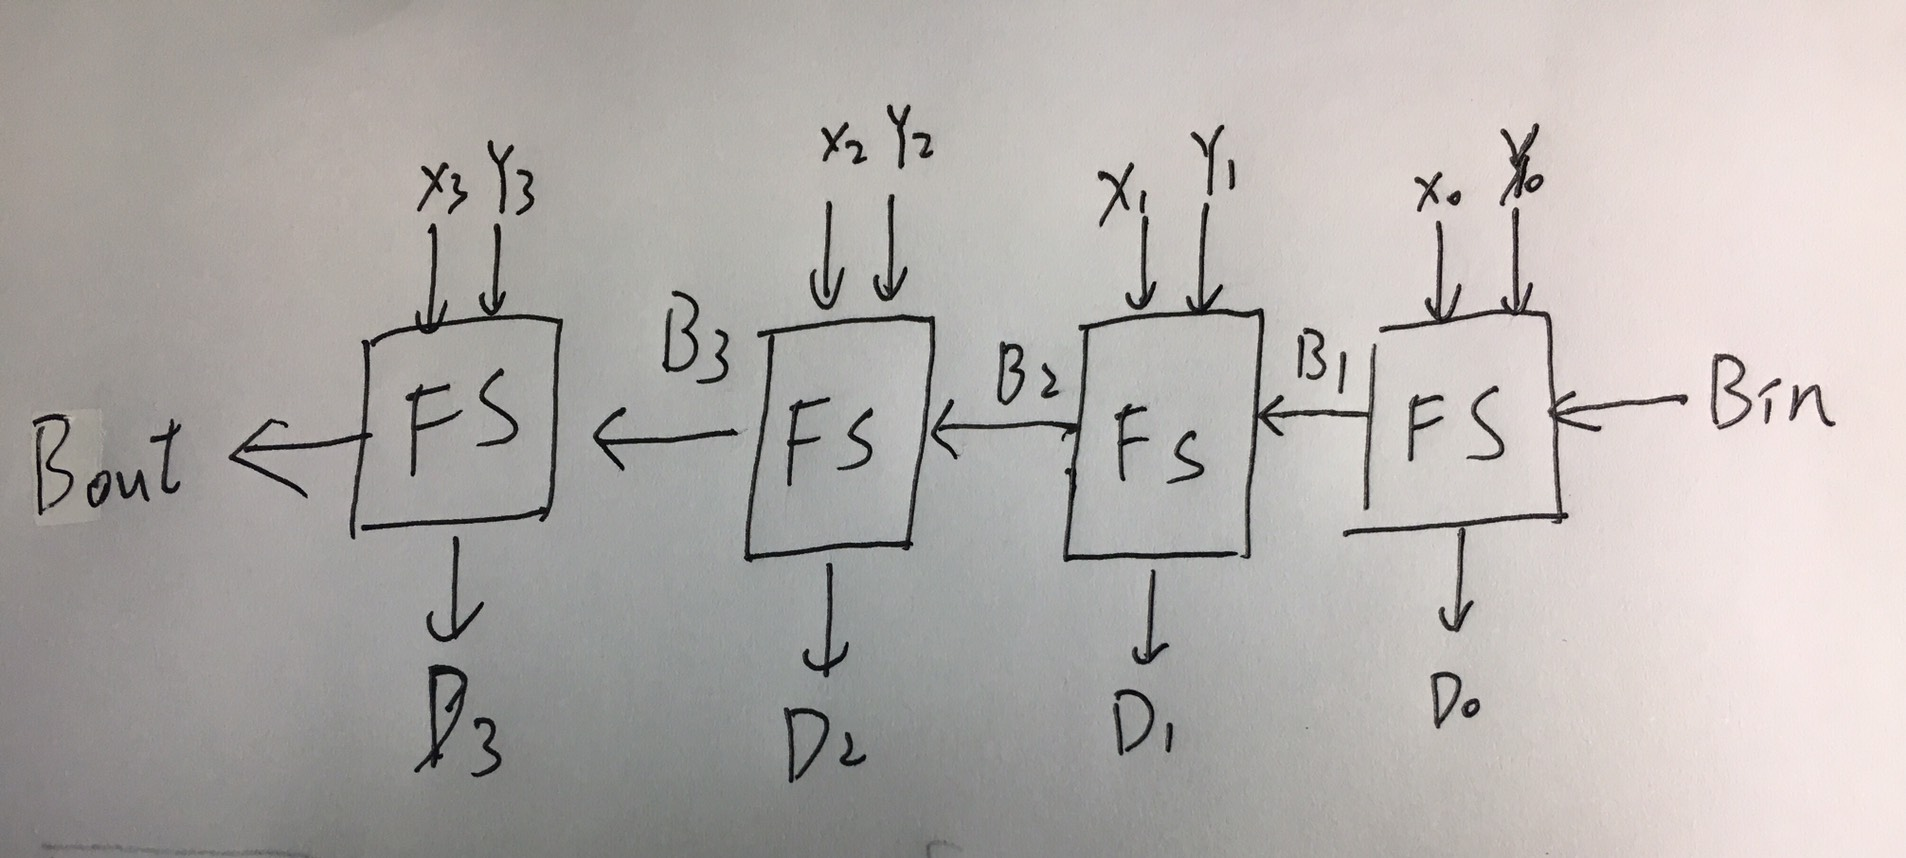 X3 Y3 X2 Y2 X1 Y1 X0 Y0
B3 B2 B1
Bout FS FS FS FS Bin
D3 D2 D1 D0